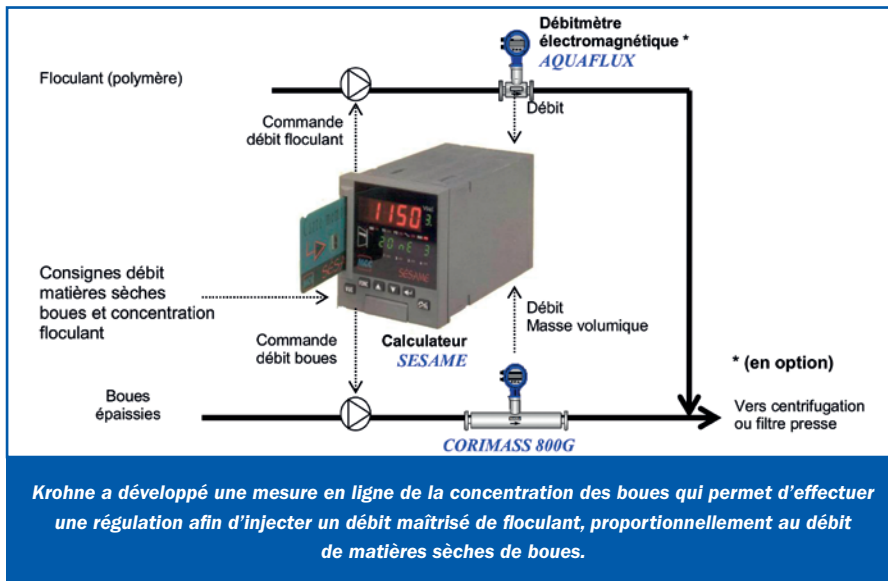 Débitmètre
électromagnétique *
AQUAFLUX
Floculant (polymère)
Débit
Commande
débit floculant
1150
3.
SESAME
Consignes débit
matières sèches
boues et concentration
floculant
Commande
débit boues
Calculateur
SESAME
Débit
Masse volumique
* (en option)
Boues
épaissies
Vers centrifugation
ou filtre presse
CORIMASS 800G
Krohne a développé une mesure en ligne de la concentration des boues qui permet d’effectuer
une régulation afin d’injecter un débit maîtrisé de floculant, proportionnellement au débit
de matières sèches de boues.